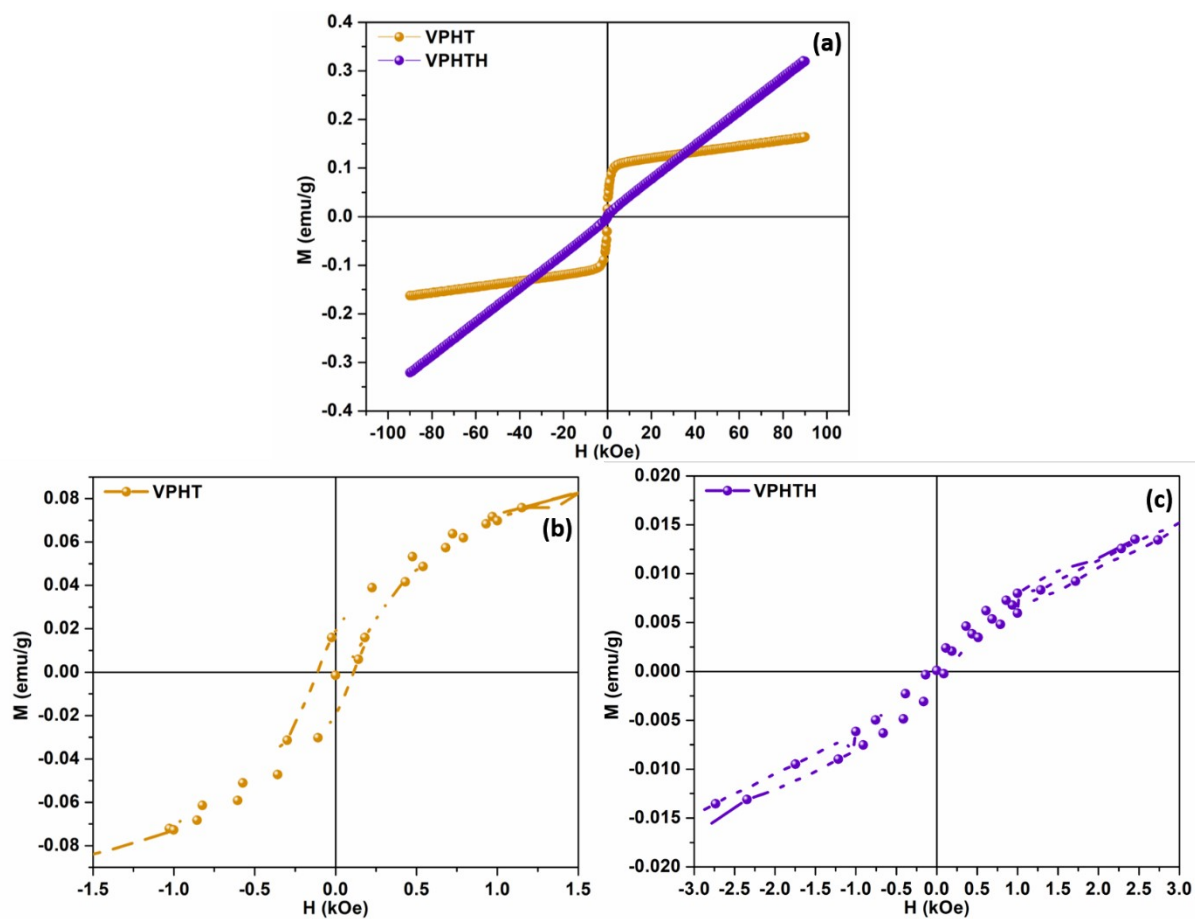 VPHT
VPHTH
(a)
M (emu/g)
0.4
0.3
0.2
0.1
0.0
-0.1
-0.2
-0.3
-0.4
-100 -80 -60 -40 -20 0 20 40 60 80 100
H (kOe)
VPHT
(b)
M (emu/g)
0.08
0.06
0.04
0.02
0.00
-0.02
-0.04
-0.06
-0.08
-1.5 -1.0 -0.5 0.0 0.5 1.0 1.5
H (kOe)
VPHTH
(c)
M (emu/g)
0.020
0.015
0.010
0.005
0.000
-0.005
-0.010
-0.015
-0.020
-3.0 -2.5 -2.0 -1.5 -1.0 -0.5 0.0 0.5 1.0 1.5 2.0 2.5 3.0
H (kOe)